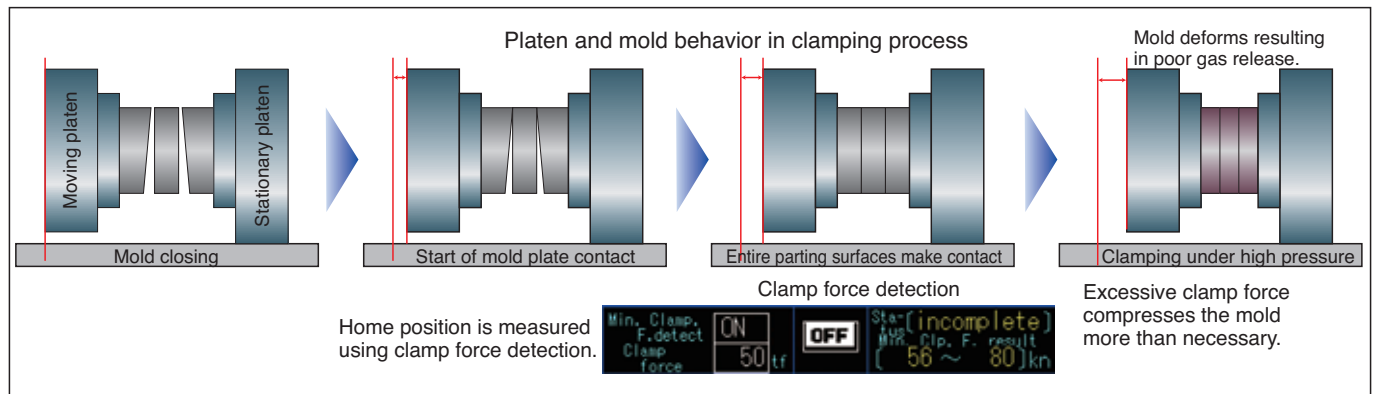 Platen and mold behavior in clamping process
Mold deforms resulting
in poor gas release.
Moving platen
Stationary platen
Mold closing
Start of mold plate contact
Entire parting surfaces make contact
Clamping under high pressure
Clamp force detection
Home position is measured
using clamp force detection.
Min. Clamp.
F.detect
ON
Clamp
force
50 tf
OFF
Sta-
tus[incomplete]
Min. Clp. F. result
[ 56 ~ 80]kn
Excessive clamp force
compresses the mold
more than necessary.